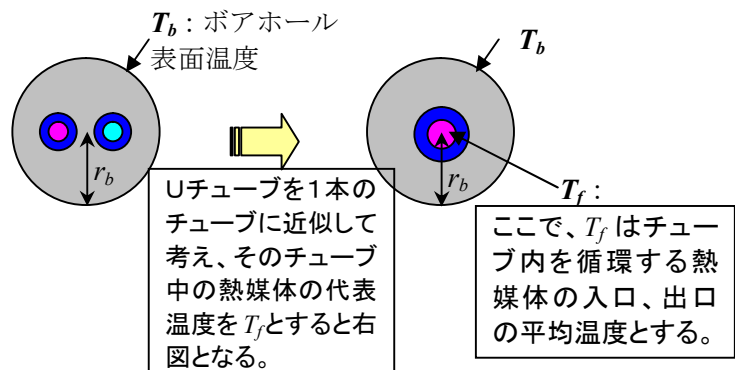 T_b：ボアホール
表面温度
r_b
Uチューブを1本の
チューブに近似して
考え、そのチューブ
中の熱媒体の代表
温度をT_fとすると右
図となる。
T_b
r_b
T_f：
ここで、T_fはチュー
ブ内を循環する熱
媒体の入口、出口
の平均温度とする。